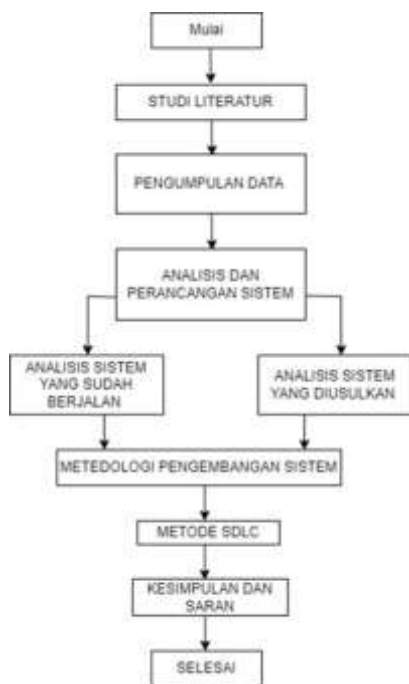 Mulai
STUDI LITERATUR
PENGUMPULAN DATA
ANALISIS DAN
PERANCANGAN SISTEM
ANALISIS SISTEM
YANG SUDAH
BERJALAN
ANALISIS SISTEM
YANG DIUSULKAN
METEDOLOGI PENGEMBANGAN SISTEM
METODE SDLC
KESIMPULAN DAN
SARAN
SELESAI